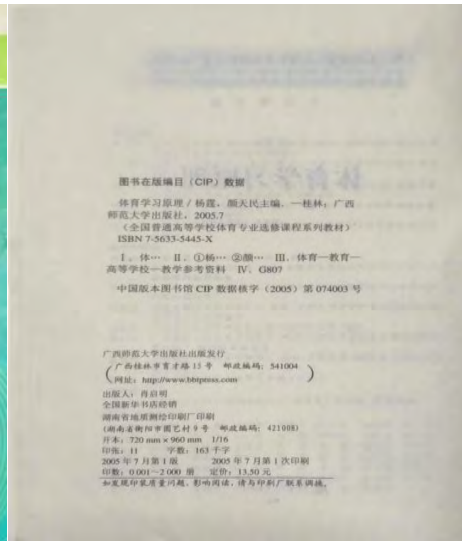 图书在版编目（CIP）数据
体育学习原理 / 杨霆，颜天民主编．—桂林：广西
师范大学出版社，2005.7
（全国普通高等学校体育专业选修课程系列教材）
ISBN 7-5633-5445-X
Ⅰ．体… Ⅱ．①杨… ②颜… Ⅲ．体育—教育—
高等学校—教学参考资料 Ⅳ．G807
中国版本图书馆 CIP 数据核字（2005）第 074003 号
广西师范大学出版社出版发行
（广西桂林市育才路 15 号 邮政编码：541004
网址：http://www.bbtpress.com）
出版人：肖启明
全国新华书店经销
湖南省地质测绘印刷厂印刷
（湖南省衡阳市园艺村 9 号 邮政编码：421008）
开本：720 mm × 960 mm 1/16
印张：11 字数：163 千字
2005 年 7 月第 1 版 2005 年 7 月第 1 次印刷
印数：0 001～2 000 册 定价：13.50 元
如发现印装质量问题，影响阅读，请与印刷厂联系调换。